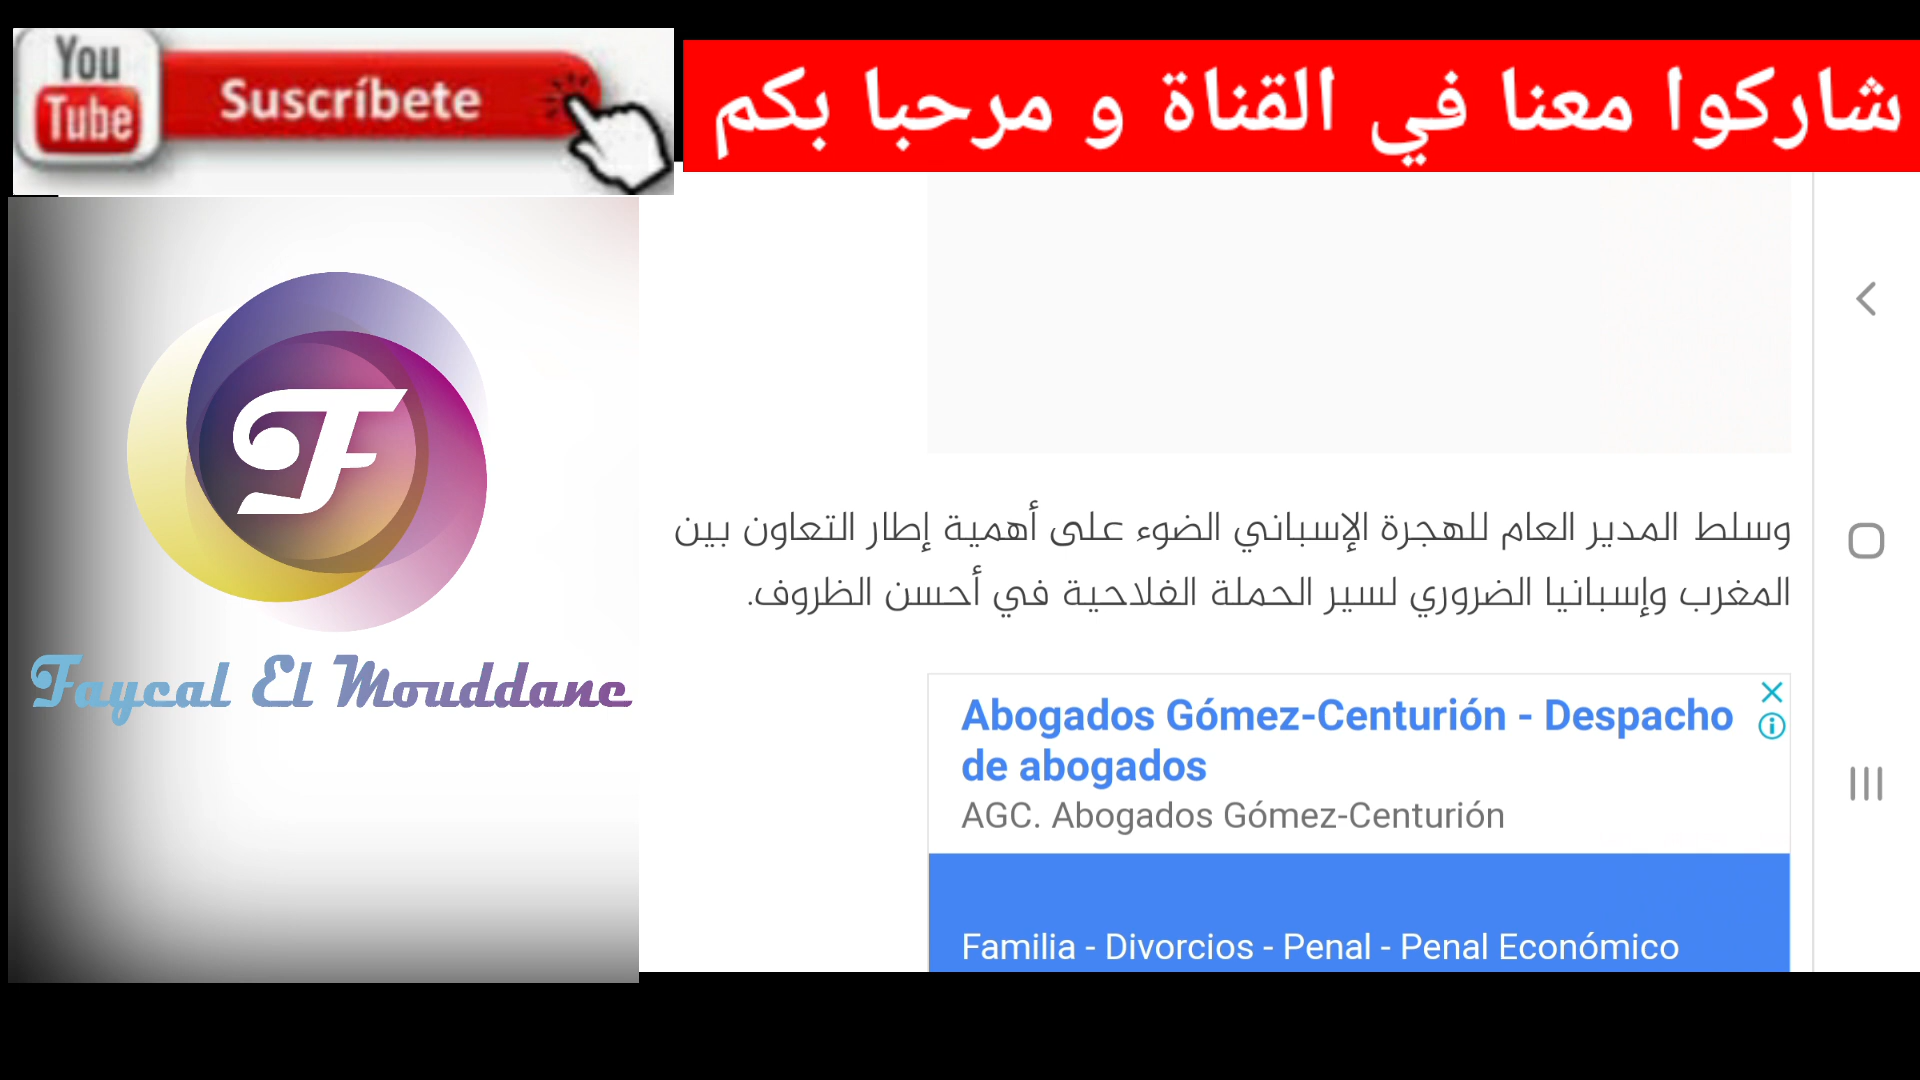 You
Tube
Suscríbete
شاركوا معنا في القناة و مرحبا بكم
F
Faycal El Mouddane
وسلط المدير العام للهجرة الإسباني الضوء على أهمية إطار التعاون بين
المغرب وإسبانيا الضروري لسير الحملة الفلاحية في أحسن الظروف.
Abogados Gómez-Centurión - Despacho
de abogados
AGC. Abogados Gómez-Centurión
Familia - Divorcios - Penal - Penal Económico